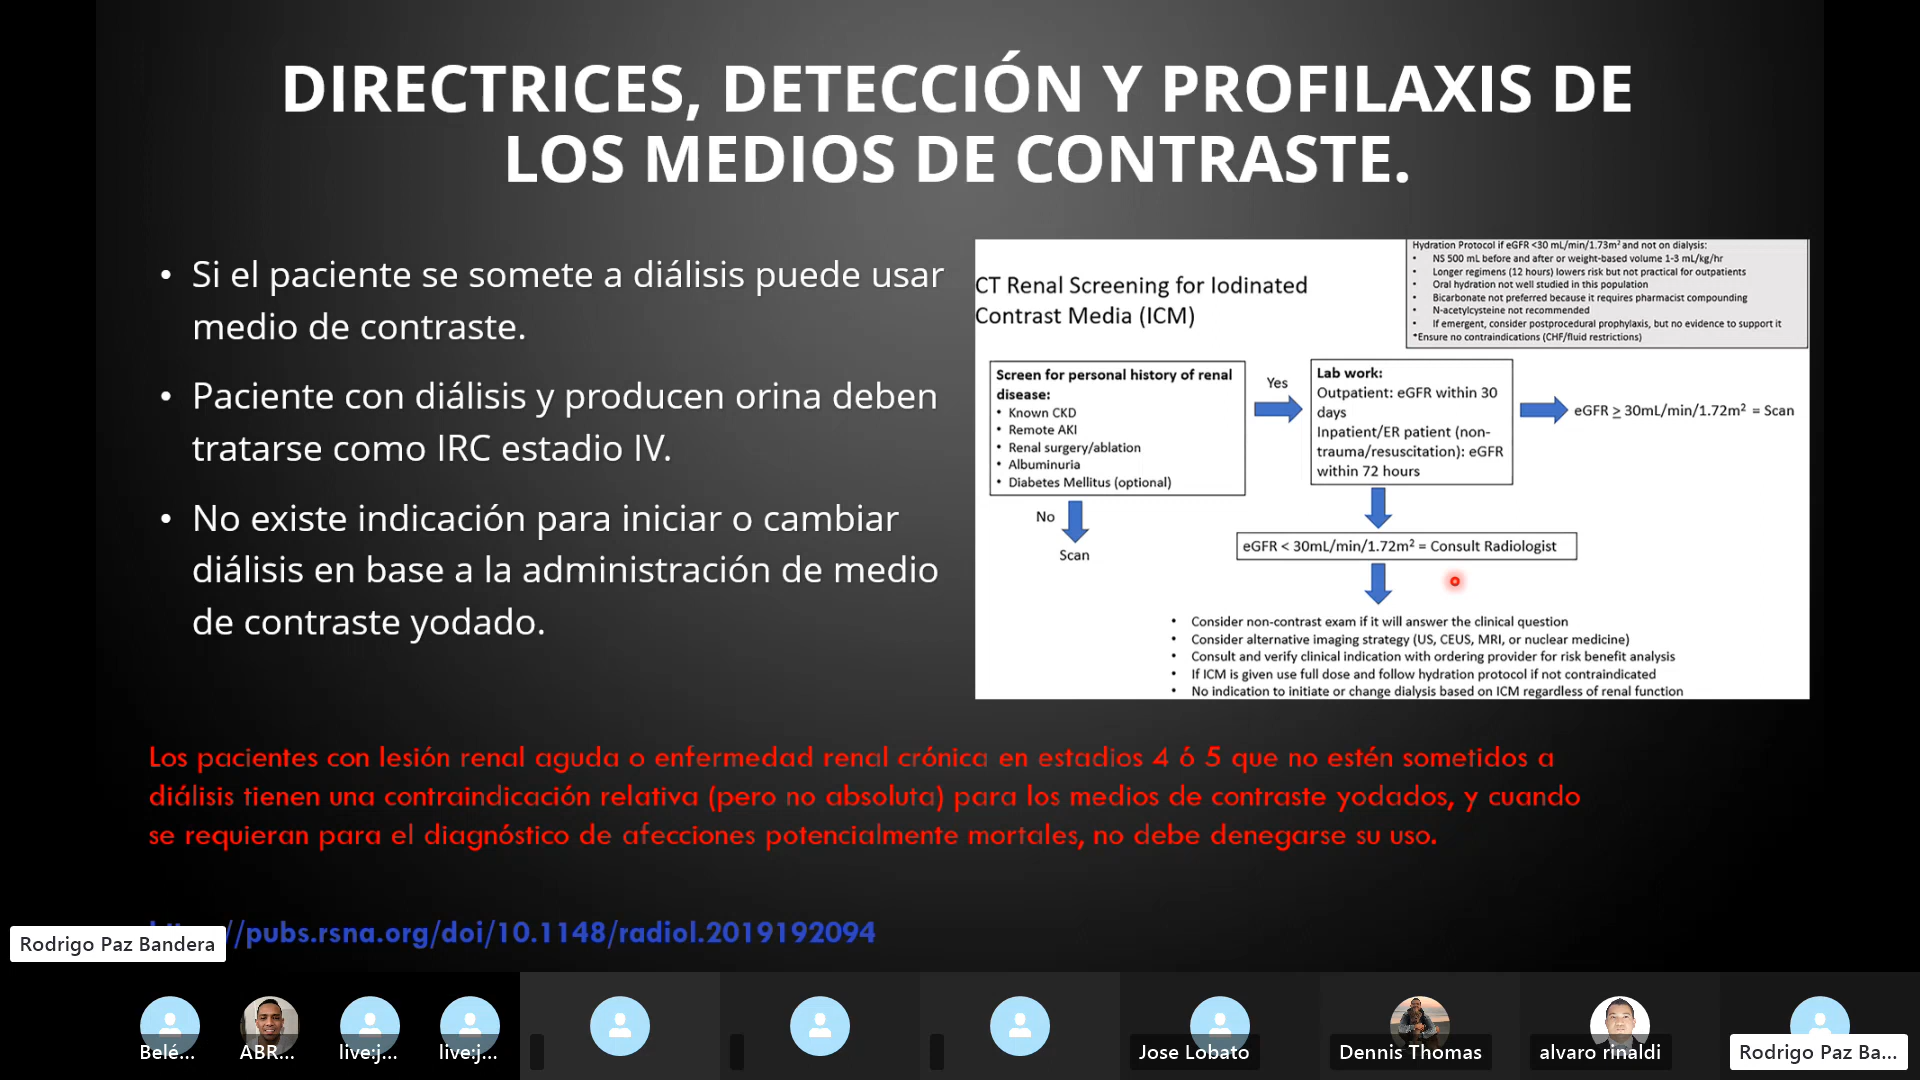 DIRECTRICES, DETECCIÓN Y PROFILAXIS DE
LOS MEDIOS DE CONTRASTE.
• Si el paciente se somete a diálisis puede usar
medio de contraste.
• Paciente con diálisis y producen orina deben
tratarse como IRC estadio IV.
• No existe indicación para iniciar o cambiar
diálisis en base a la administración de medio
de contraste yodado.
CT Renal Screening for Iodinated
Contrast Media (ICM)
Hydration Protocol if eGFR <30 mL/min/1.73m² and not on dialysis:
• NS 500 mL before and after or weight-based volume 1-3 mL/kg/hr
• Longer regimens (12 hours) lowers risk but not practical for outpatients
• Oral hydration not well studied in this population
• Bicarbonate not preferred because it requires pharmacist compounding
• N-acetylcysteine not recommended
• If emergent, consider postprocedural prophylaxis, but no evidence to support it
*Ensure no contraindications (CHF/fluid restrictions)
Screen for personal history of renal
disease:
• Known CKD
• Remote AKI
• Renal surgery/ablation
• Albuminuria
• Diabetes Mellitus (optional)
Yes
Lab work:
Outpatient: eGFR within 30
days
Inpatient/ER patient (non-
trauma/resuscitation): eGFR
within 72 hours
eGFR ≥ 30mL/min/1.72m² = Scan
No
Scan
eGFR < 30mL/min/1.72m² = Consult Radiologist
• Consider non-contrast exam if it will answer the clinical question
• Consider alternative imaging strategy (US, CEUS, MRI, or nuclear medicine)
• Consult and verify clinical indication with ordering provider for risk benefit analysis
• If ICM is given use full dose and follow hydration protocol if not contraindicated
• No indication to initiate or change dialysis based on ICM regardless of renal function
Los pacientes con lesión renal aguda o enfermedad renal crónica en estadios 4 ó 5 que no estén sometidos a
diálisis tienen una contraindicación relativa (pero no absoluta) para los medios de contraste yodados, y cuando
se requieran para el diagnóstico de afecciones potencialmente mortales, no debe denegarse su uso.
//pubs.rsna.org/doi/10.1148/radiol.2019192094
Rodrigo Paz Bandera
Belé...
ABR...
live:j...
live:j...
Jose Lobato
Dennis Thomas
alvaro rinaldi
Rodrigo Paz Ba...